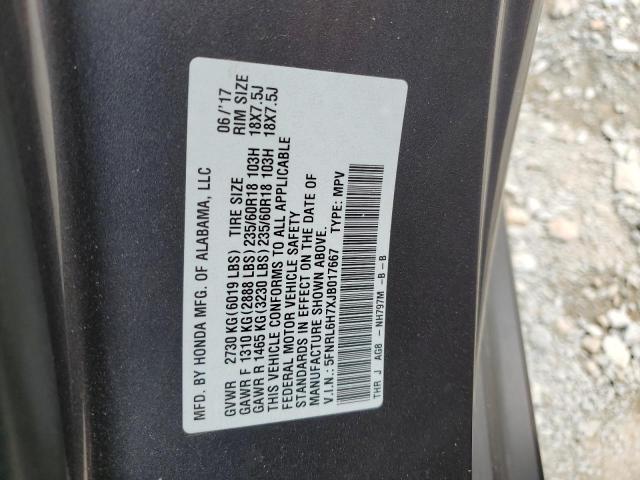 MFD. BY HONDA MFG. OF ALABAMA, LLC 06/'17
GVWR 2730 KG (6019 LBS) TIRE SIZE RIM SIZE
GAWR F 1310 KG (2888 LBS) 235/60R18 103H 18X7.5J
GAWR R 1465 KG (3230 LBS) 235/60R18 103H 18X7.5J
THIS VEHICLE CONFORMS TO ALL APPLICABLE
FEDERAL MOTOR VEHICLE SAFETY
STANDARDS IN EFFECT ON THE DATE OF
MANUFACTURE SHOWN ABOVE.
V.I.N.: 5FNRL6H7XJB017667 TYPE: MPV
THR J AG8 - NH797M -B - B